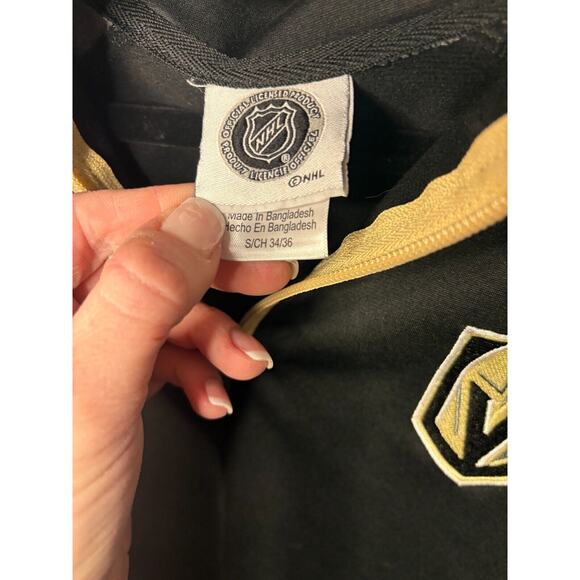 OFFICIAL LICENSED PRODUCT
NHL
®
PRODUIT LICENCIÉ OFFICIEL
©NHL
Made In Bangladesh
Hecho En Bangladesh
S/CH 34/36